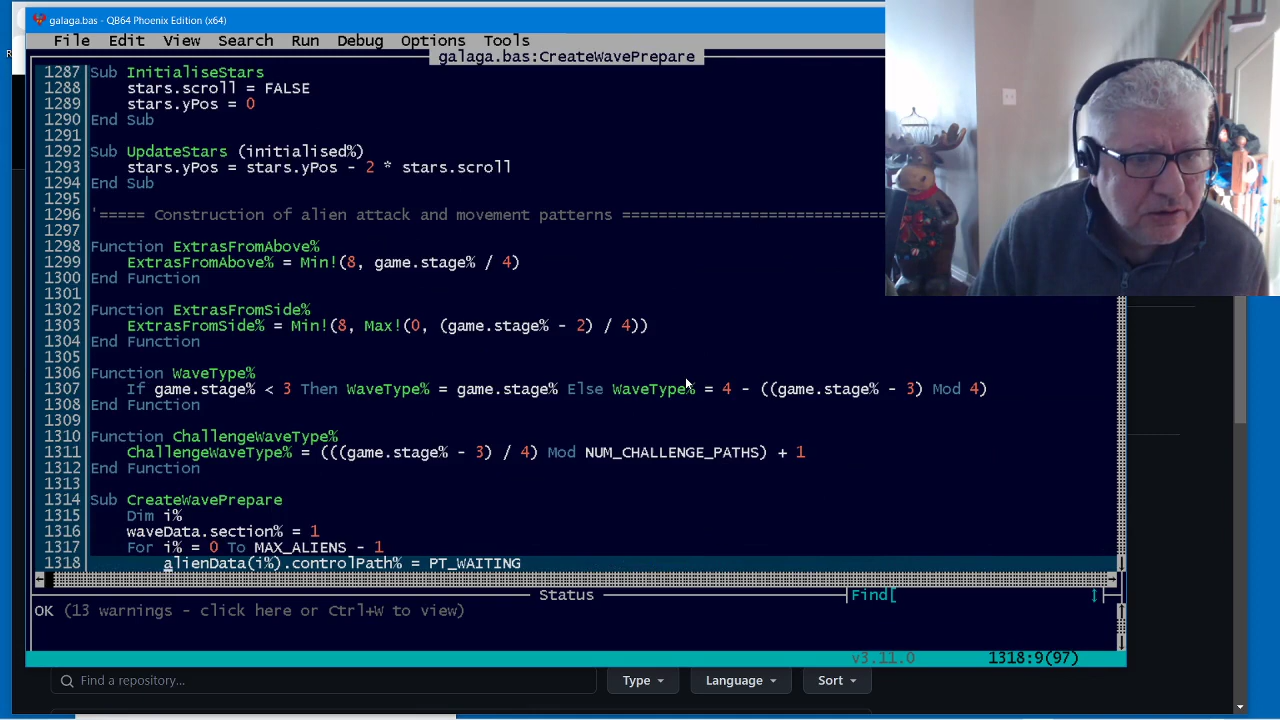 galaga.bas - QB64 Phoenix Edition (x64)
File Edit View Search Run Debug Options Tools
galaga.bas:CreateWavePrepare
1287 Sub InitialiseStars
1288 stars.scroll = FALSE
1289 stars.yPos = 0
1290 End Sub
1291
1292 Sub UpdateStars (initialised%)
1293 stars.yPos = stars.yPos - 2 * stars.scroll
1294 End Sub
1295
1296 '===== Construction of alien attack and movement patterns =============================
1297
1298 Function ExtrasFromAbove%
1299 ExtrasFromAbove% = Min!(8, game.stage% / 4)
1300 End Function
1301
1302 Function ExtrasFromSide%
1303 ExtrasFromSide% = Min!(8, Max!(0, (game.stage% - 2) / 4))
1304 End Function
1305
1306 Function WaveType%
1307 If game.stage% < 3 Then WaveType% = game.stage% Else WaveType% = 4 - ((game.stage% - 3) Mod 4)
1308 End Function
1309
1310 Function ChallengeWaveType%
1311 ChallengeWaveType% = (((game.stage% - 3) / 4) Mod NUM_CHALLENGE_PATHS) + 1
1312 End Function
1313
1314 Sub CreateWavePrepare
1315 Dim i%
1316 waveData.section% = 1
1317 For i% = 0 To MAX_ALIENS - 1
1318 alienData(i%).controlPath% = PT_WAITING
Status
Find[
OK (13 warnings - click here or Ctrl+W to view)
v3.11.0 1318:9(97)
Find a repository...
Type
Language
Sort